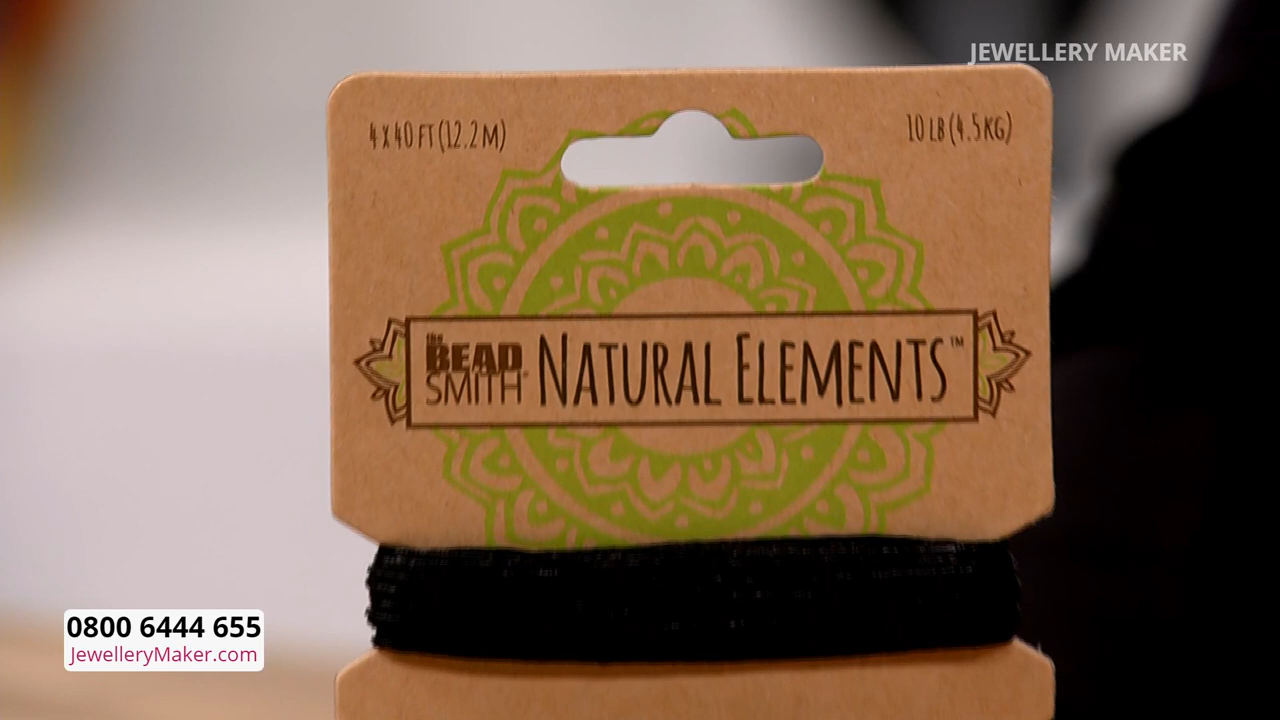 JEWELLERY MAKER
4 X 40 FT (12.2 M)
10 LB (4.5 KG)
the BEAD SMITH NATURAL ELEMENTS™
0800 6444 655
JewelleryMaker.com